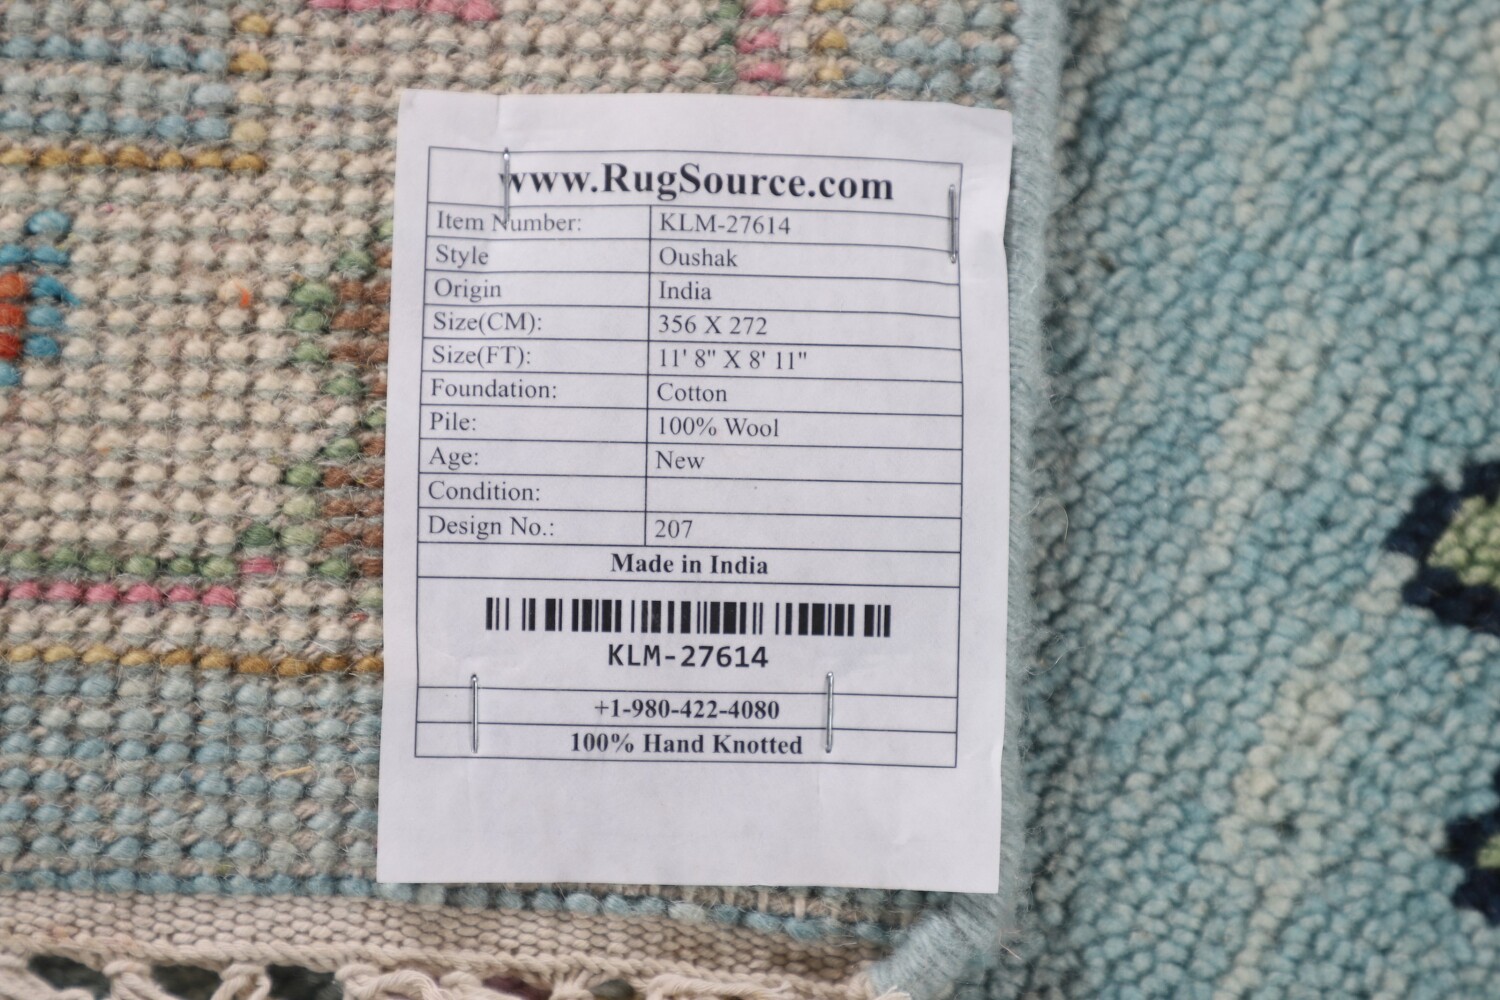 www.RugSource.com
Item Number: KLM-27614
Style Oushak
Origin India
Size(CM): 356 X 272
Size(FT): 11' 8" X 8' 11"
Foundation: Cotton
Pile: 100% Wool
Age: New
Condition:
Design No.: 207
Made in India
KLM-27614
+1-980-422-4080
100% Hand Knotted